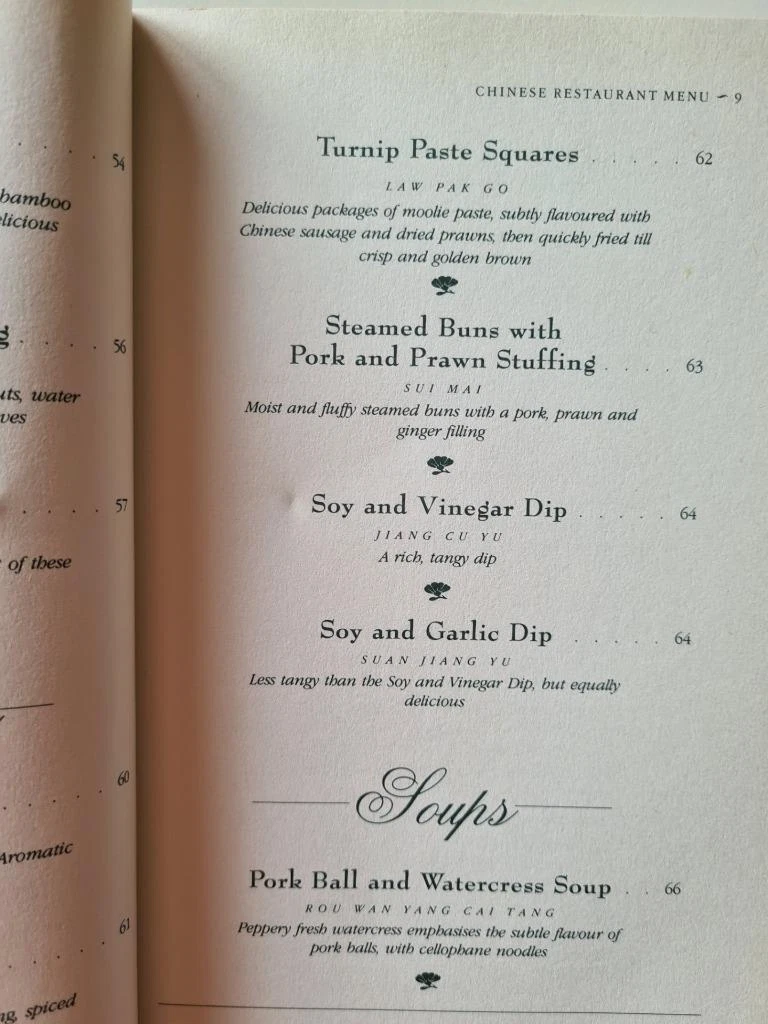 54
bamboo
licious
g . . . . 56
uts, water
ves
. . . . 57
of these
60
Aromatic
61
ng, spiced
CHINESE RESTAURANT MENU ~ 9
Turnip Paste Squares . . . . . 62
LAW PAK GO
Delicious packages of moolie paste, subtly flavoured with
Chinese sausage and dried prawns, then quickly fried till
crisp and golden brown
Steamed Buns with
Pork and Prawn Stuffing . . . . 63
SUI MAI
Moist and fluffy steamed buns with a pork, prawn and
ginger filling
Soy and Vinegar Dip . . . . . 64
JIANG CU YU
A rich, tangy dip
Soy and Garlic Dip . . . . . 64
SUAN JIANG YU
Less tangy than the Soy and Vinegar Dip, but equally
delicious
Soups
Pork Ball and Watercress Soup . . 66
ROU WAN YANG CAI TANG
Peppery fresh watercress emphasises the subtle flavour of
pork balls, with cellophane noodles